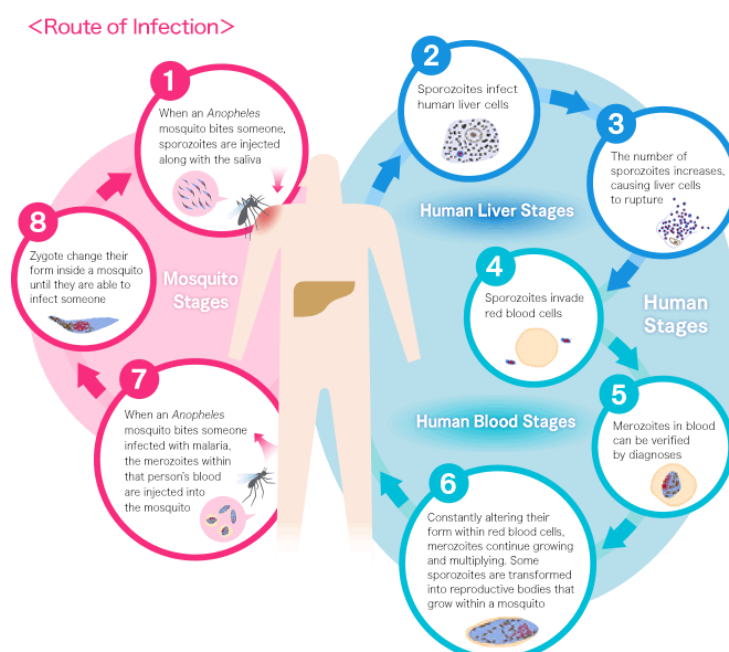 <Route of Infection>
1
When an Anopheles
mosquito bites someone,
sporozoites are injected
along with the saliva
2
Sporozoites infect
human liver cells
3
The number of
sporozoites increases,
causing liver cells
to rupture
Human Liver Stages
4
Sporozoites invade
red blood cells
Human
Stages
5
Merozoites in blood
can be verified
by diagnoses
Human Blood Stages
6
Constantly altering their
form within red blood cells,
merozoites continue growing
and multiplying. Some
sporozoites are transformed
into reproductive bodies that
grow within a mosquito
7
When an Anopheles
mosquito bites someone
infected with malaria,
the merozoites within
that person's blood
are injected into
the mosquito
8
Zygote change their
form inside a mosquito
until they are able to
infect someone
Mosquito
Stages